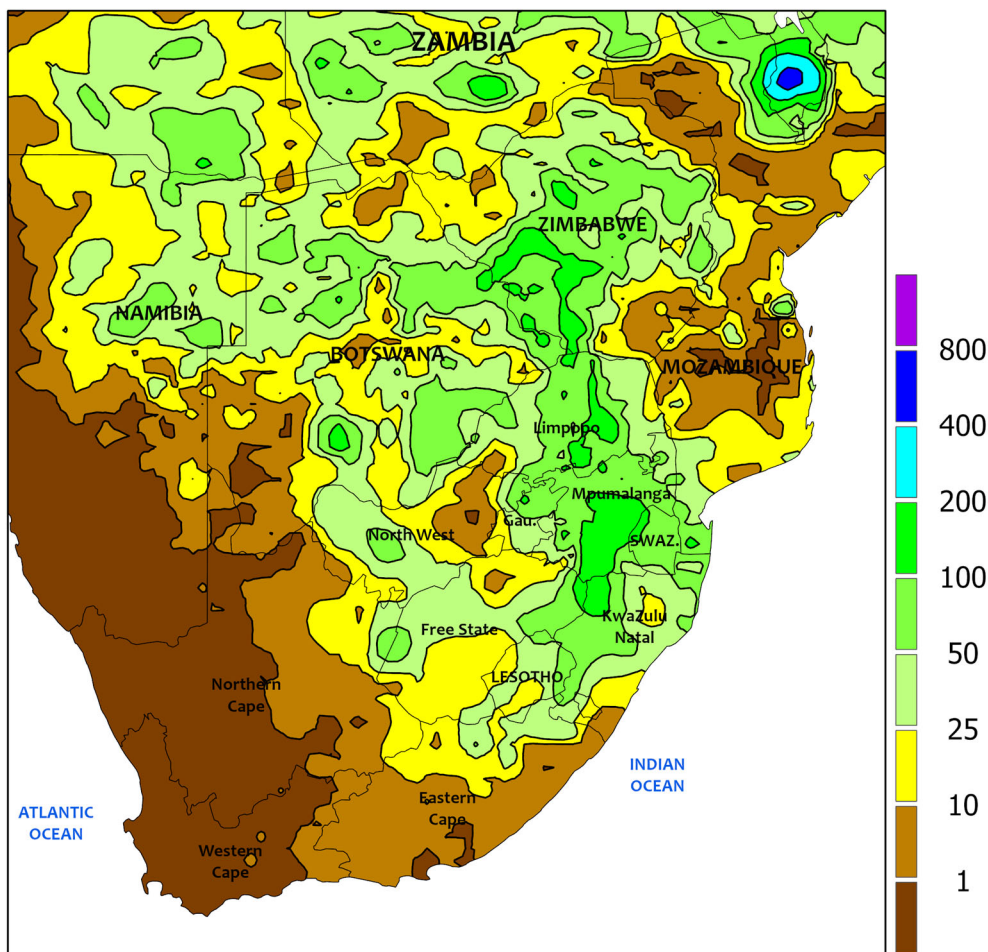 ZAMBIA
ZIMBABWE
NAMIBIA
BOTSWANA
MOZAMBIQUE
Limpopo
Mpumalanga
Gau.
North West
SWAZ.
KwaZulu
Natal
Free State
LESOTHO
Northern
Cape
INDIAN
OCEAN
Eastern
Cape
ATLANTIC
OCEAN
Western
Cape
800
400
200
100
50
25
10
1